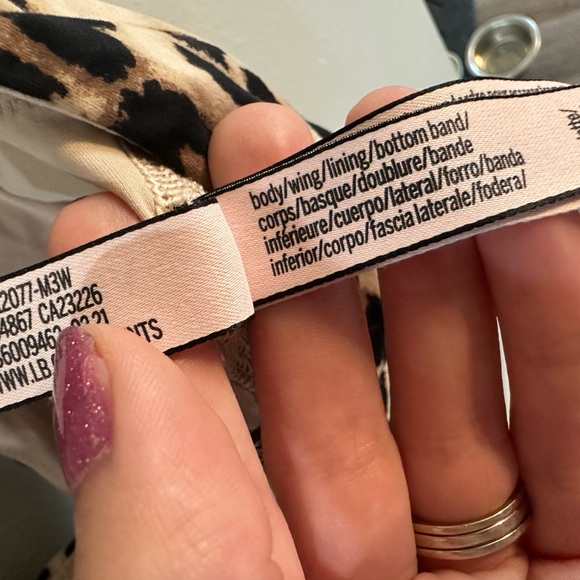 2077-M3W
4867 CA23226
WWW.LB
NTS
body/wing/lining/bottom band/
corps/basque/doublure/bande
inférieure/cuerpo/lateral/forro/banda
inferior/corpo/fascia laterale/fodera/